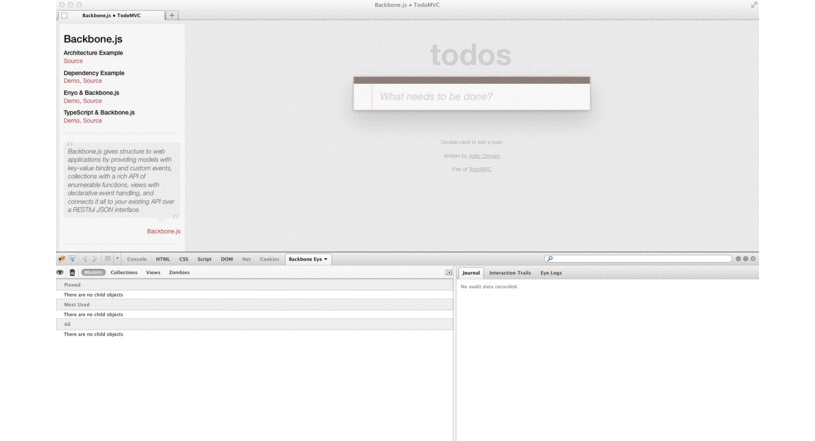 Backbone.js • TodoMVC
Backbone.js • TodoMVC
Backbone.js
Architecture Example
Source
Dependency Example
Demo, Source
Enyo & Backbone.js
Demo, Source
TypeScript & Backbone.js
Demo, Source
Backbone.js gives structure to web
applications by providing models with
key-value binding and custom events,
collections with a rich API of
enumerable functions, views with
declarative event handling, and
connects it all to your existing API over
a RESTful JSON interface.
Backbone.js
todos
What needs to be done?
Double-click to edit a todo
Written by Addy Osmani
Part of TodoMVC
Console HTML CSS Script DOM Net Cookies Backbone Eye
Models Collections Views Zombies
Pinned
There are no child objects
Most Used
There are no child objects
All
There are no child objects
Journal Interaction Trails Eye Logs
No audit data recorded.